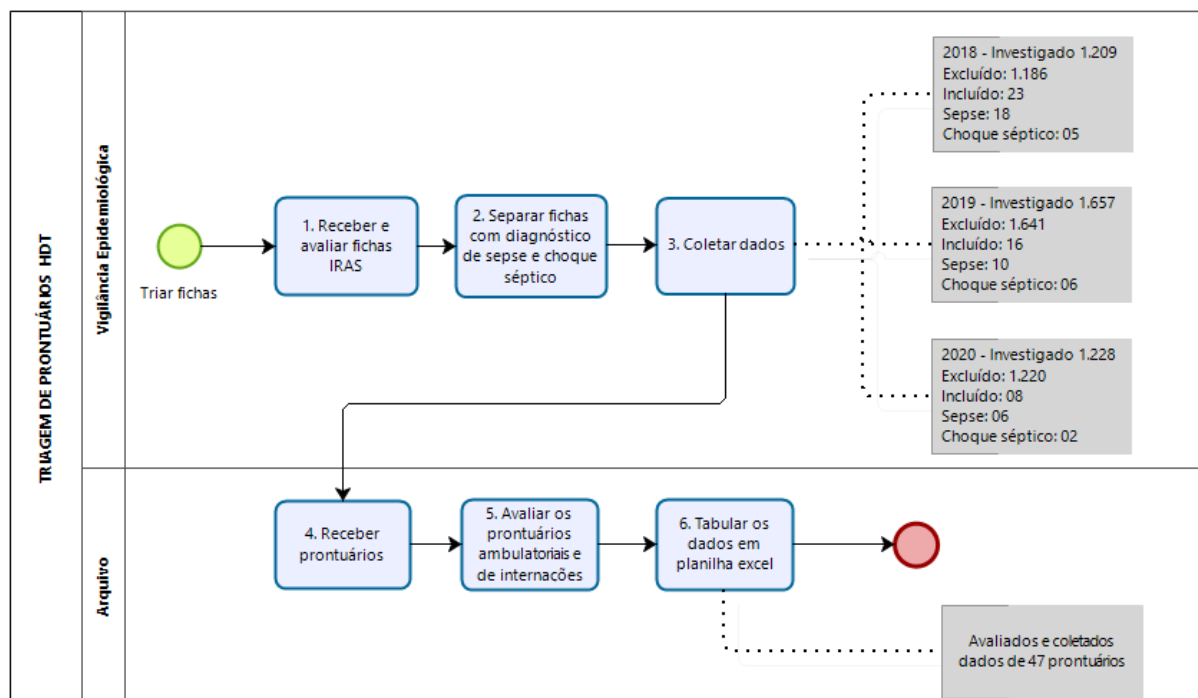 TRIAGEM DE PRONTUÁRIOS HDT
Vigilância Epidemiológica
Triar fichas
1. Receber e
avaliar fichas
IRAS
2. Separar fichas
com diagnóstico
de sepse e choque
séptico
3. Coletar dados
2018 - Investigado 1.209
Excluído: 1.186
Incluído: 23
Sepse: 18
Choque séptico: 05
2019 - Investigado 1.657
Excluído: 1.641
Incluído: 16
Sepse: 10
Choque séptico: 06
2020 - Investigado 1.228
Excluído: 1.220
Incluído: 08
Sepse: 06
Choque séptico: 02
Arquivo
4. Receber
prontuários
5. Avaliar os
prontuários
ambulatoriais e
de internacões
6. Tabular os
dados em
planilha excel
Avaliados e coletados
dados de 47 prontuários